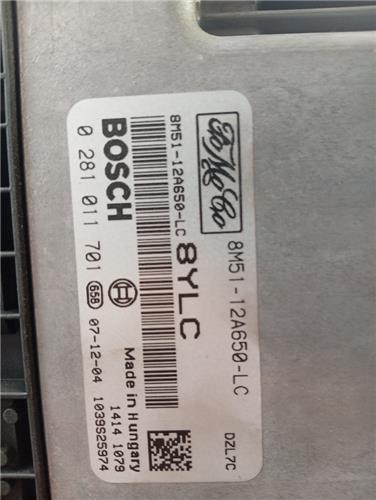 FoMoCo
8M51-12A650-LC
8M51-12A650-LC
8YLC
DZL7C
BOSCH
0 281 011 701
658
07-12-04
Made in Hungary
1414 1079
1039S25974